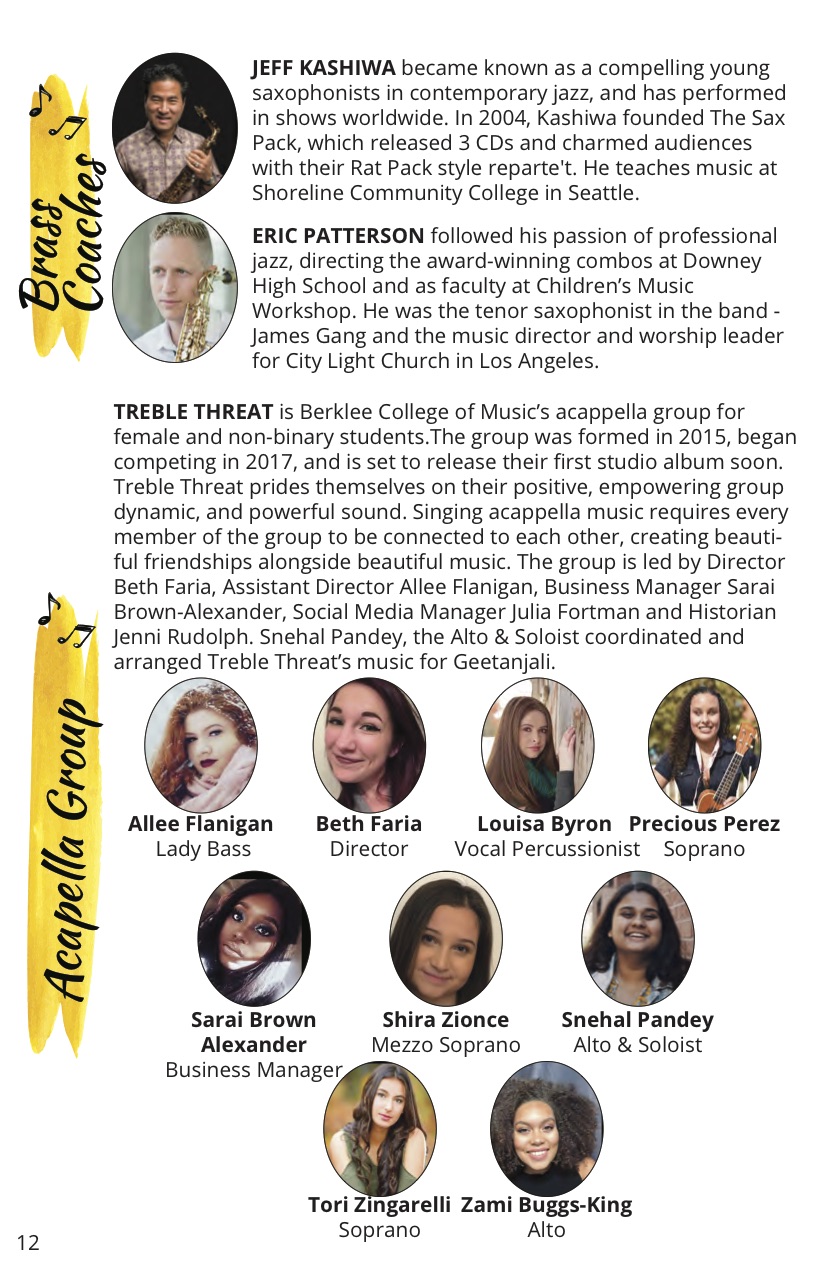 Brass
Coaches
JEFF KASHIWA became known as a compelling young
saxophonists in contemporary jazz, and has performed
in shows worldwide. In 2004, Kashiwa founded The Sax
Pack, which released 3 CDs and charmed audiences
with their Rat Pack style reparte't. He teaches music at
Shoreline Community College in Seattle.
ERIC PATTERSON followed his passion of professional
jazz, directing the award-winning combos at Downey
High School and as faculty at Children’s Music
Workshop. He was the tenor saxophonist in the band -
James Gang and the music director and worship leader
for City Light Church in Los Angeles.
Acapella Group
TREBLE THREAT is Berklee College of Music’s acappella group for
female and non-binary students.The group was formed in 2015, began
competing in 2017, and is set to release their first studio album soon.
Treble Threat prides themselves on their positive, empowering group
dynamic, and powerful sound. Singing acappella music requires every
member of the group to be connected to each other, creating beauti-
ful friendships alongside beautiful music. The group is led by Director
Beth Faria, Assistant Director Allee Flanigan, Business Manager Sarai
Brown-Alexander, Social Media Manager Julia Fortman and Historian
Jenni Rudolph. Snehal Pandey, the Alto & Soloist coordinated and
arranged Treble Threat’s music for Geetanjali.
Allee Flanigan
Lady Bass
Beth Faria
Director
Louisa Byron
Vocal Percussionist
Precious Perez
Soprano
Sarai Brown
Alexander
Business Manager
Shira Zionce
Mezzo Soprano
Snehal Pandey
Alto & Soloist
Tori Zingarelli
Soprano
Zami Buggs-King
Alto
12